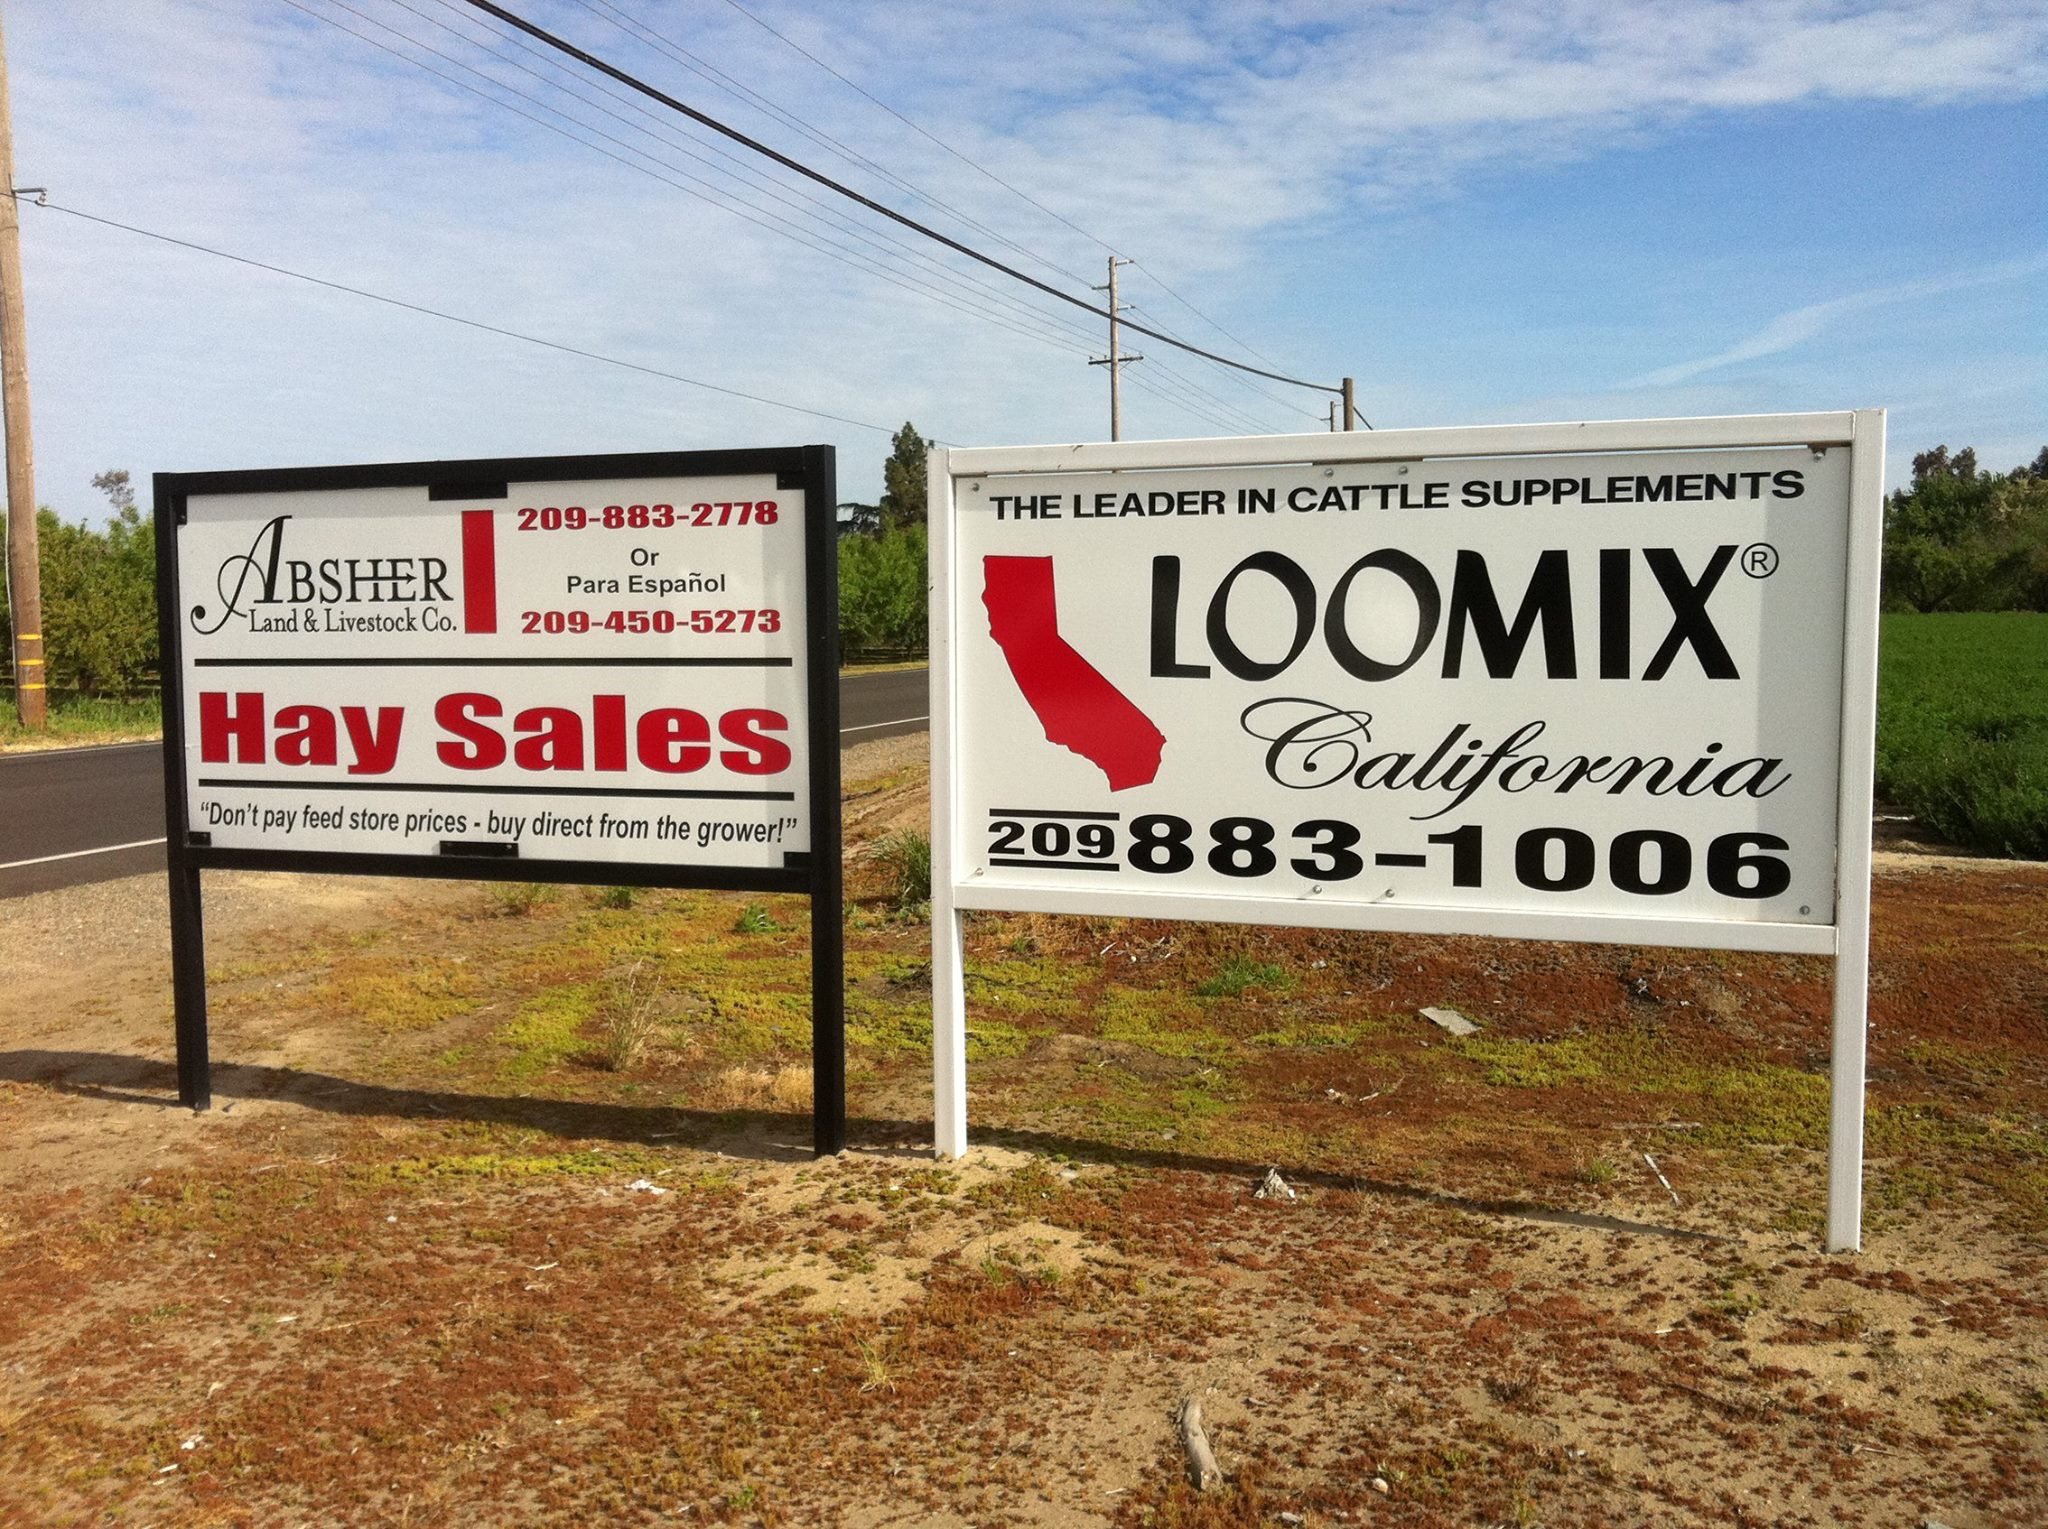 ABSHER
Land & Livestock Co.
209-883-2778
Or
Para Español
209-450-5273
Hay Sales
"Don't pay feed store prices - buy direct from the grower!"
THE LEADER IN CATTLE SUPPLEMENTS
LOOMIX®
California
209 883-1006